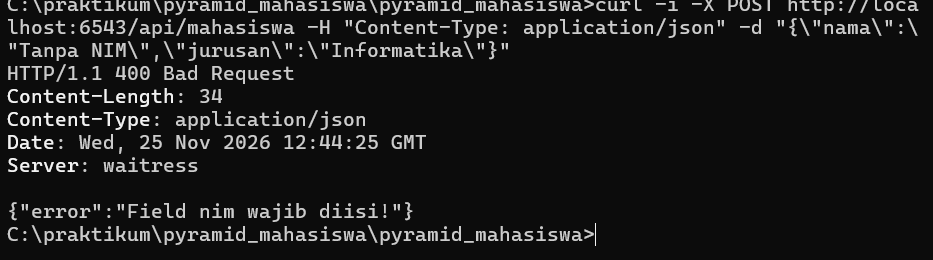 C:\praktikum\pyramid_mahasiswa\pyramid_mahasiswa>curl -i -X POST http://loca
lhost:6543/api/mahasiswa -H "Content-Type: application/json" -d "{\"nama\":\
"Tanpa NIM\",\"jurusan\":\"Informatika\"}"
HTTP/1.1 400 Bad Request
Content-Length: 34
Content-Type: application/json
Date: Wed, 25 Nov 2026 12:44:25 GMT
Server: waitress
{"error":"Field nim wajib diisi!"}
C:\praktikum\pyramid_mahasiswa\pyramid_mahasiswa>